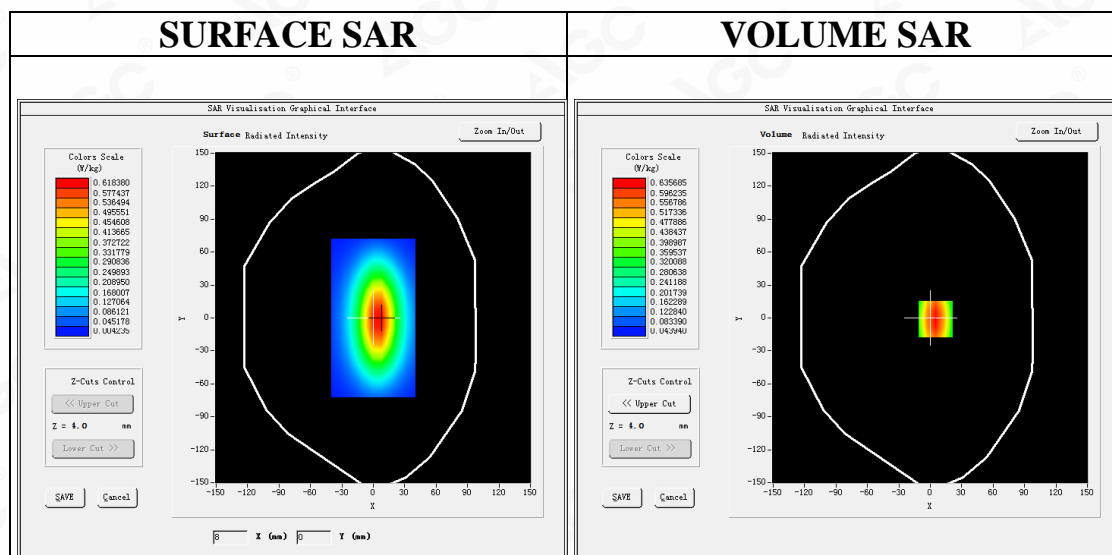 SURFACE SAR
VOLUME SAR
SAR Visualisation Graphical Interface
Surface Radiated Intensity
Zoom In/Out
Colors Scale
(W/kg)
0.618380
0.577437
0.536494
0.495551
0.454608
0.413665
0.372722
0.331779
0.290836
0.249893
0.208950
0.168007
0.127064
0.086121
0.045178
0.004235
Z-Cuts Control
<< Upper Cut
Z = 4.0 mm
Lower Cut >>
SAVE Cancel
150
120
90
60
30
0
-30
-60
-90
-120
-150
Y
-150 -120 -90 -60 -30 0 30 60 90 120 150
X
8 X (mm) 0 Y (mm)
SAR Visualisation Graphical Interface
Volume Radiated Intensity
Zoom In/Out
Colors Scale
(W/kg)
0.635685
0.596235
0.556786
0.517336
0.477886
0.438437
0.398987
0.359537
0.320088
0.280638
0.241188
0.201739
0.162289
0.122840
0.083390
0.043940
Z-Cuts Control
<< Upper Cut
Z = 4.0 mm
Lower Cut >>
SAVE Cancel
150
120
90
60
30
0
-30
-60
-90
-120
-150
Y
-150 -120 -90 -60 -30 0 30 60 90 120 150
X